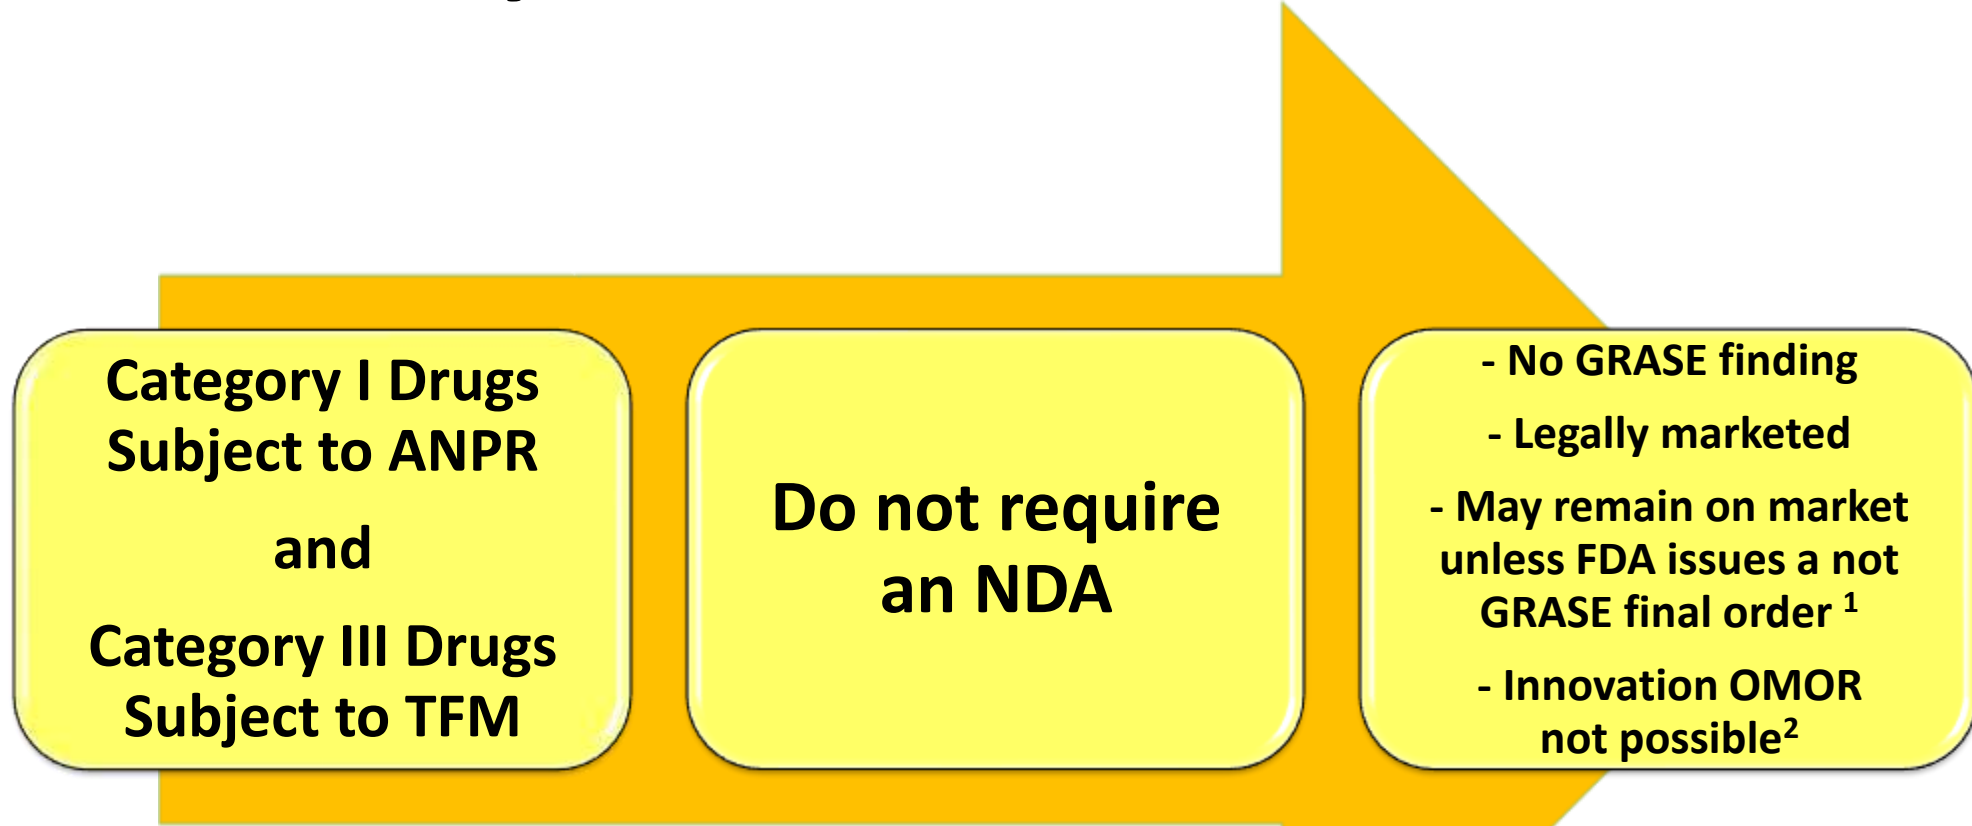 Category I Drugs
Subject to ANPR
and
Category III Drugs
Subject to TFM
Do not require
an NDA
- No GRASE finding
- Legally marketed
- May remain on market
unless FDA issues a not
GRASE final order ¹
- Innovation OMOR
not possible²